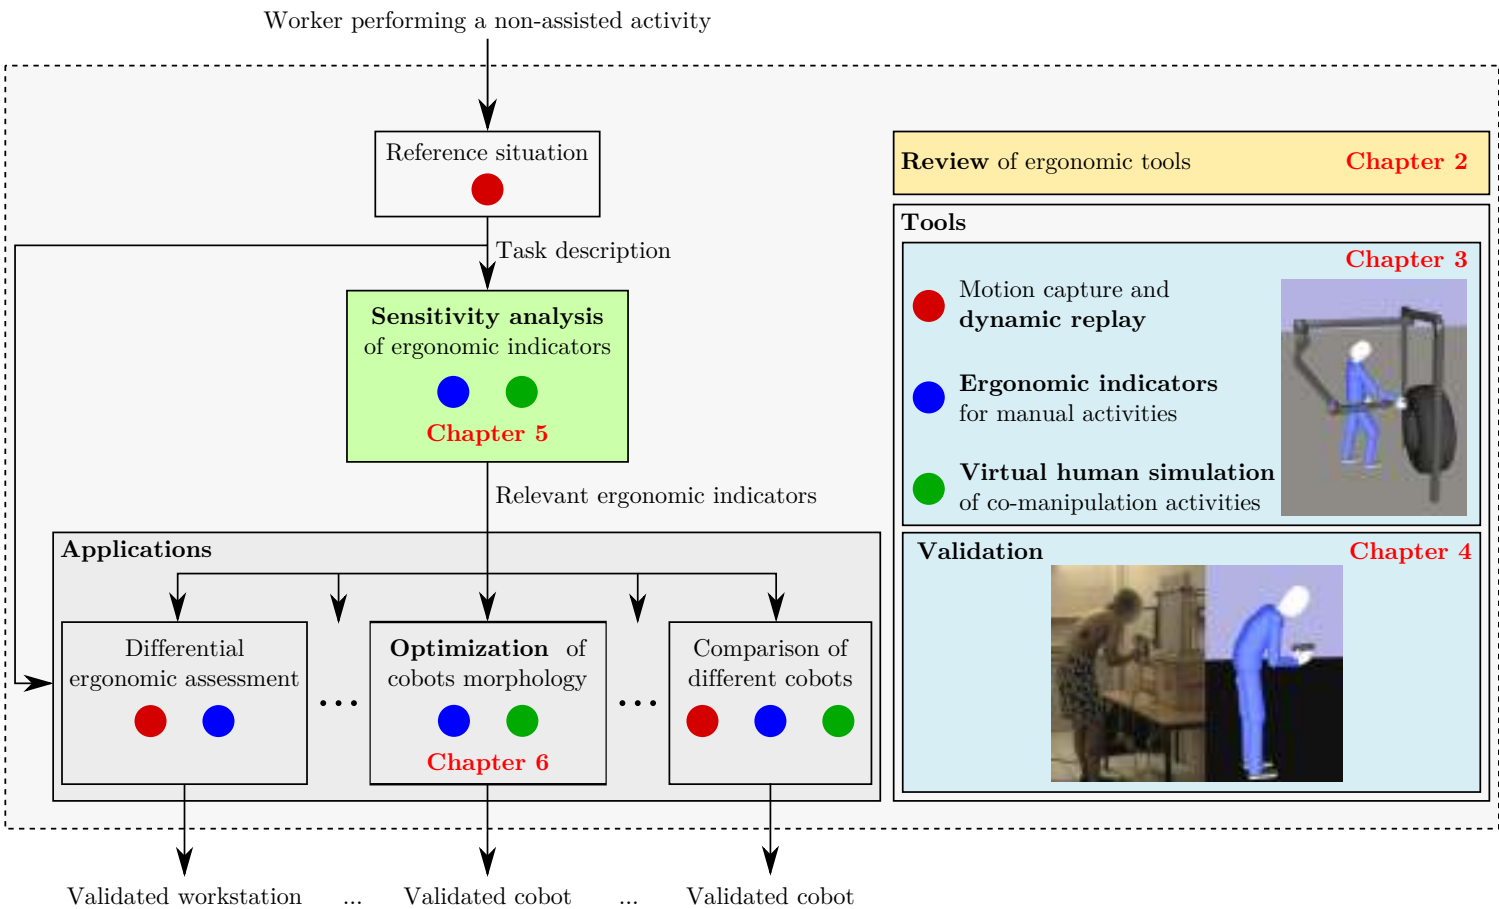 Worker performing a non-assisted activity
Reference situation
Task description
Sensitivity analysis
of ergonomic indicators
Chapter 5
Relevant ergonomic indicators
Applications
Differential
ergonomic assessment
...
Optimization of
cobots morphology
Chapter 6
...
Comparison of
different cobots
Validated workstation
...
Validated cobot
...
Validated cobot
Review of ergonomic tools
Chapter 2
Tools
Chapter 3
Motion capture and
dynamic replay
Ergonomic indicators
for manual activities
Virtual human simulation
of co-manipulation activities
Validation
Chapter 4